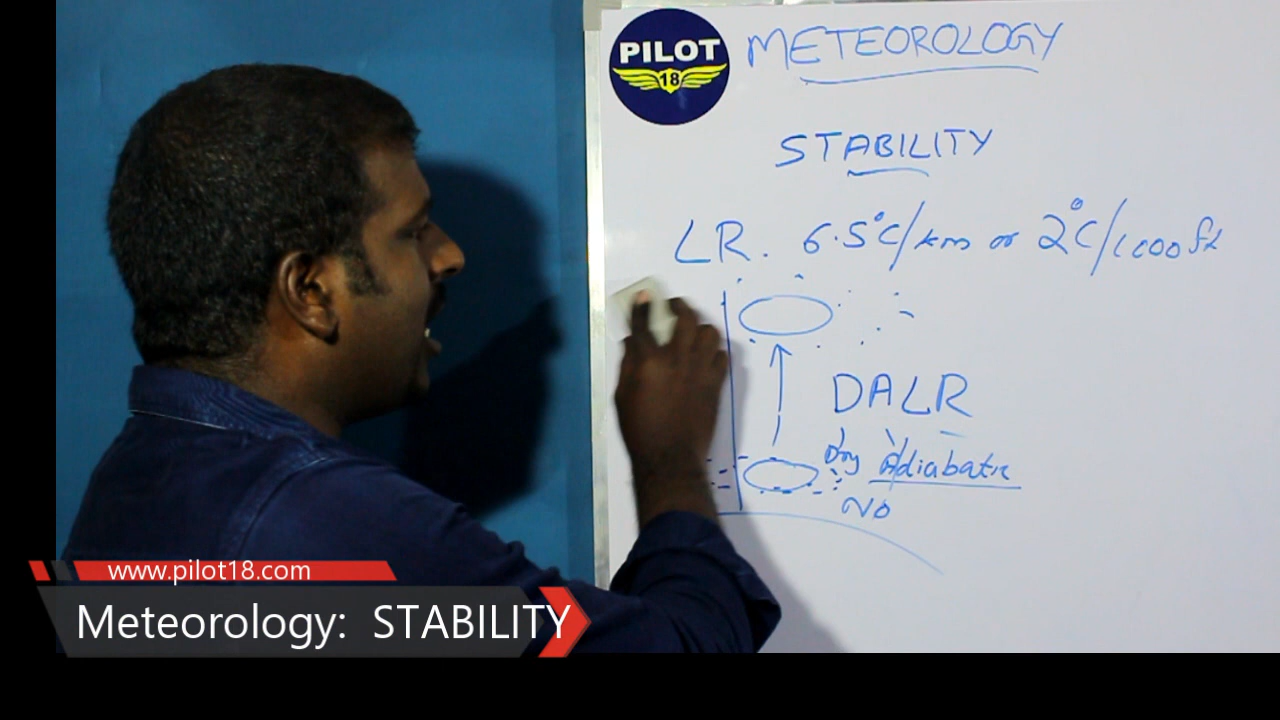 PILOT
18
METEOROLOGY
STABILITY
LR. 6.5°C/km or 2°C/1000 ft
DALR
Dry Adiabatic
No
www.pilot18.com
Meteorology: STABILITY